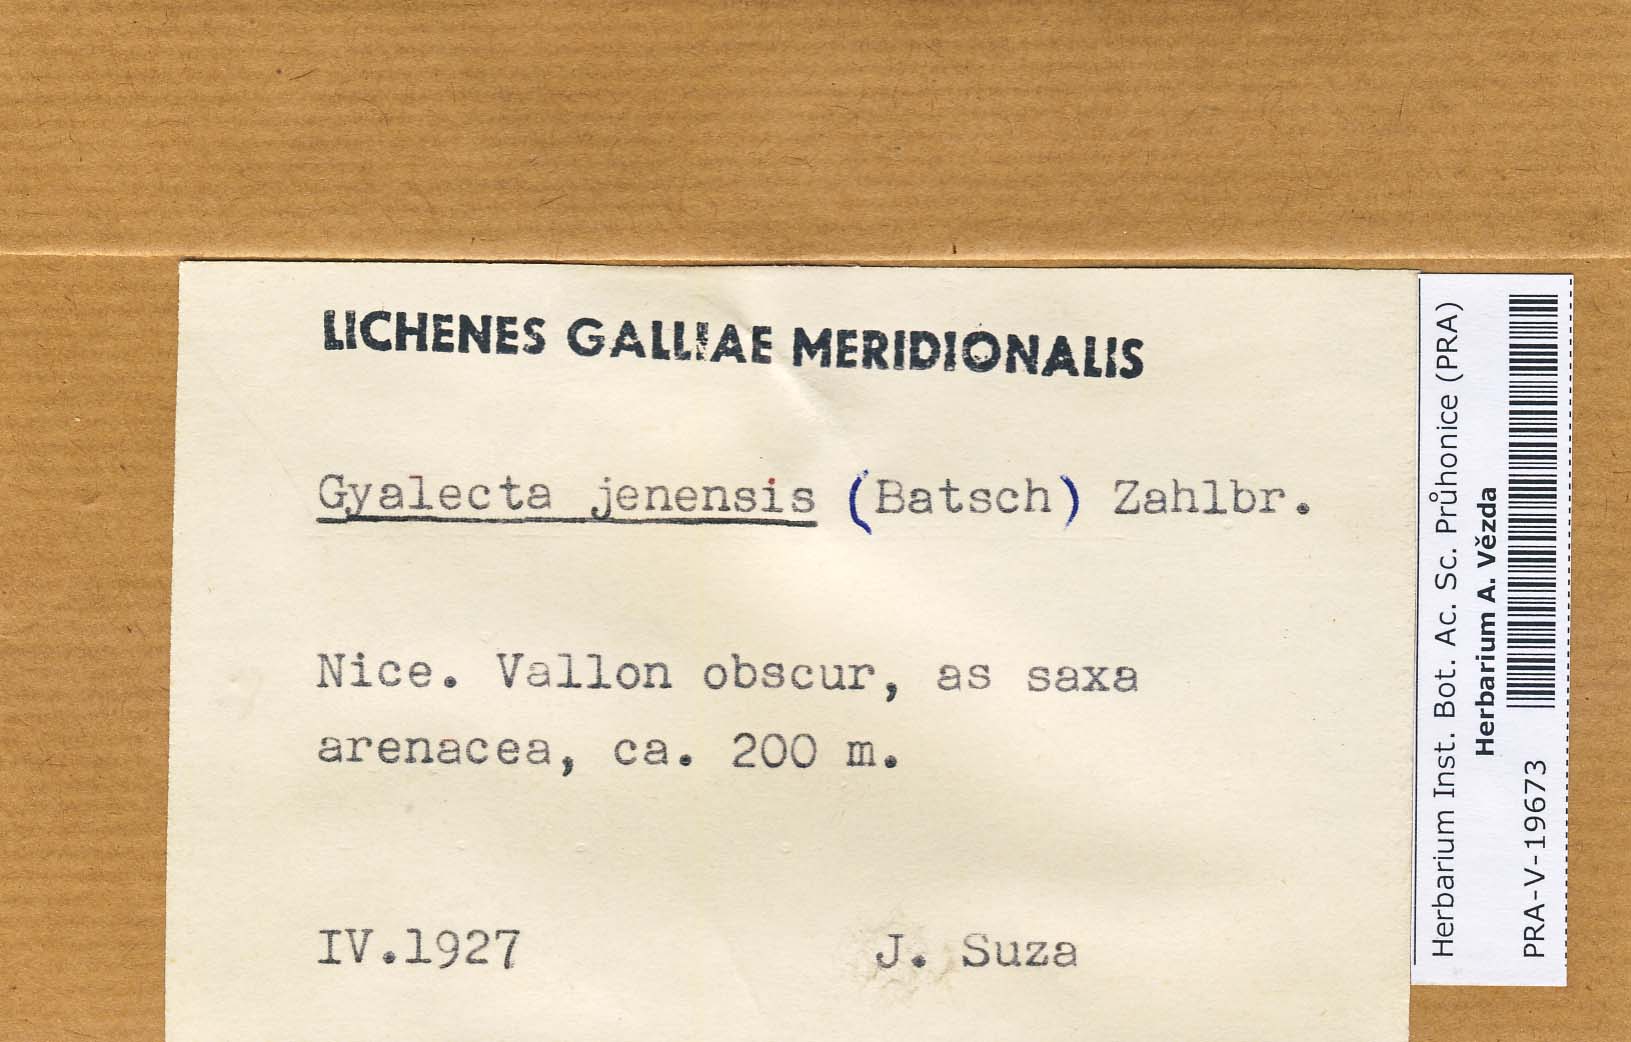 LICHENES GALLIAE MERIDIONALIS
Gyalecta jenensis (Batsch) Zahlbr.
Nice. Vallon obscur, as saxa
arenacea, ca. 200 m.
IV.1927 J. Suza
Herbarium Inst. Bot. Ac. Sc. Průhonice (PRA)
Herbarium A. Vězda
PRA-V-19673